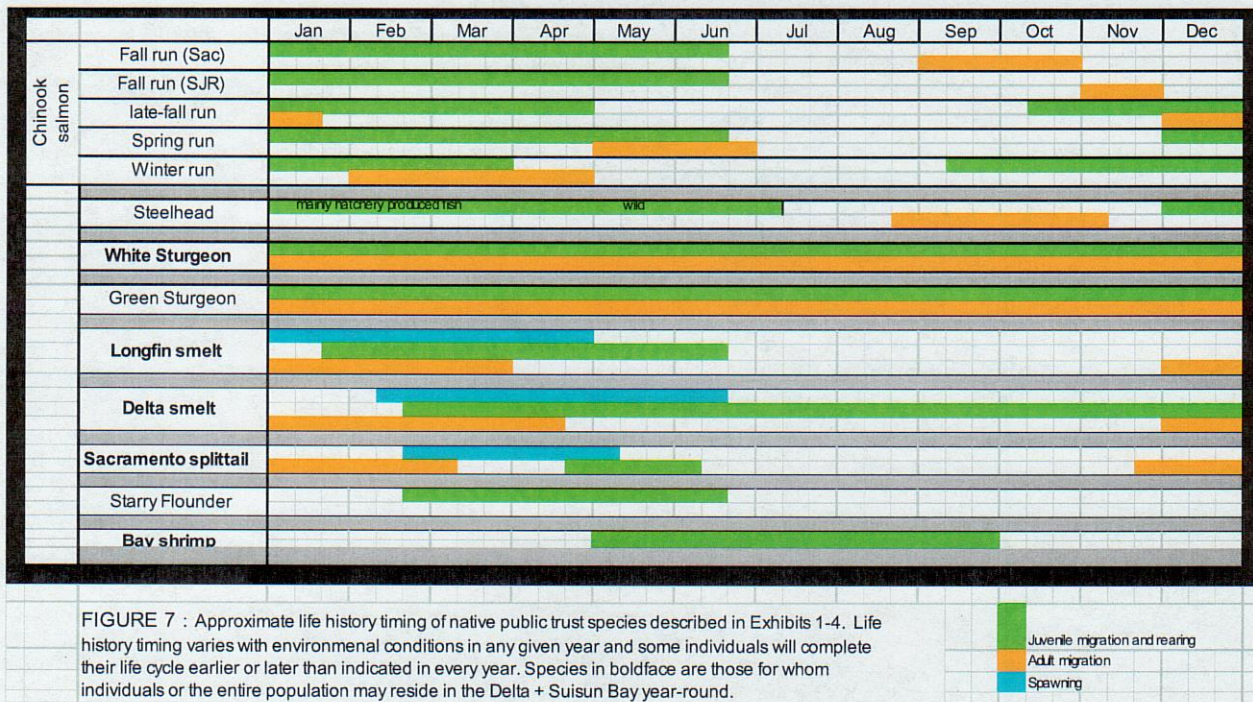 Jan Feb Mar Apr May Jun Jul Aug Sep Oct Nov Dec
Chinook
salmon
Fall run (Sac)
Fall run (SJR)
late-fall run
Spring run
Winter run
Steelhead
mainly hatchery produced fish wild
White Sturgeon
Green Sturgeon
Longfin smelt
Delta smelt
Sacramento splittail
Starry Flounder
Bay shrimp
FIGURE 7 : Approximate life history timing of native public trust species described in Exhibits 1-4. Life
history timing varies with environmenal conditions in any given year and some individuals will complete
their life cycle earlier or later than indicated in every year. Species in boldface are those for whom
individuals or the entire population may reside in the Delta + Suisun Bay year-round.
Juvenile migration and rearing
Adult migration
Spawning